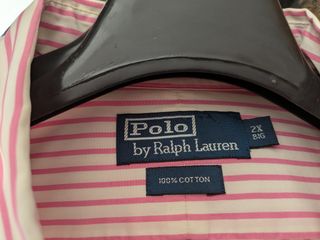 Polo
by Ralph Lauren
2X
BIG
100% COTTON